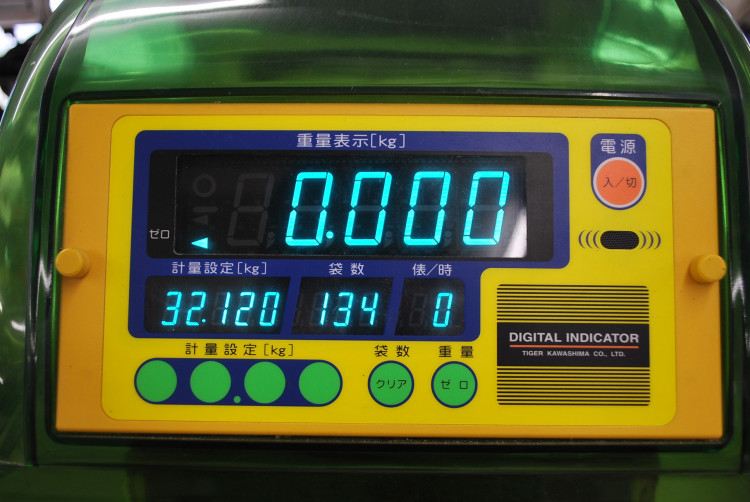 重量表示[kg]
電源
入／切
ゼロ
0.000
計量設定[kg] 袋数 俵／時
32.120 134 0
計量設定[kg] 袋数 重量
クリア ゼロ
DIGITAL INDICATOR
TIGER KAWASHIMA CO., LTD.